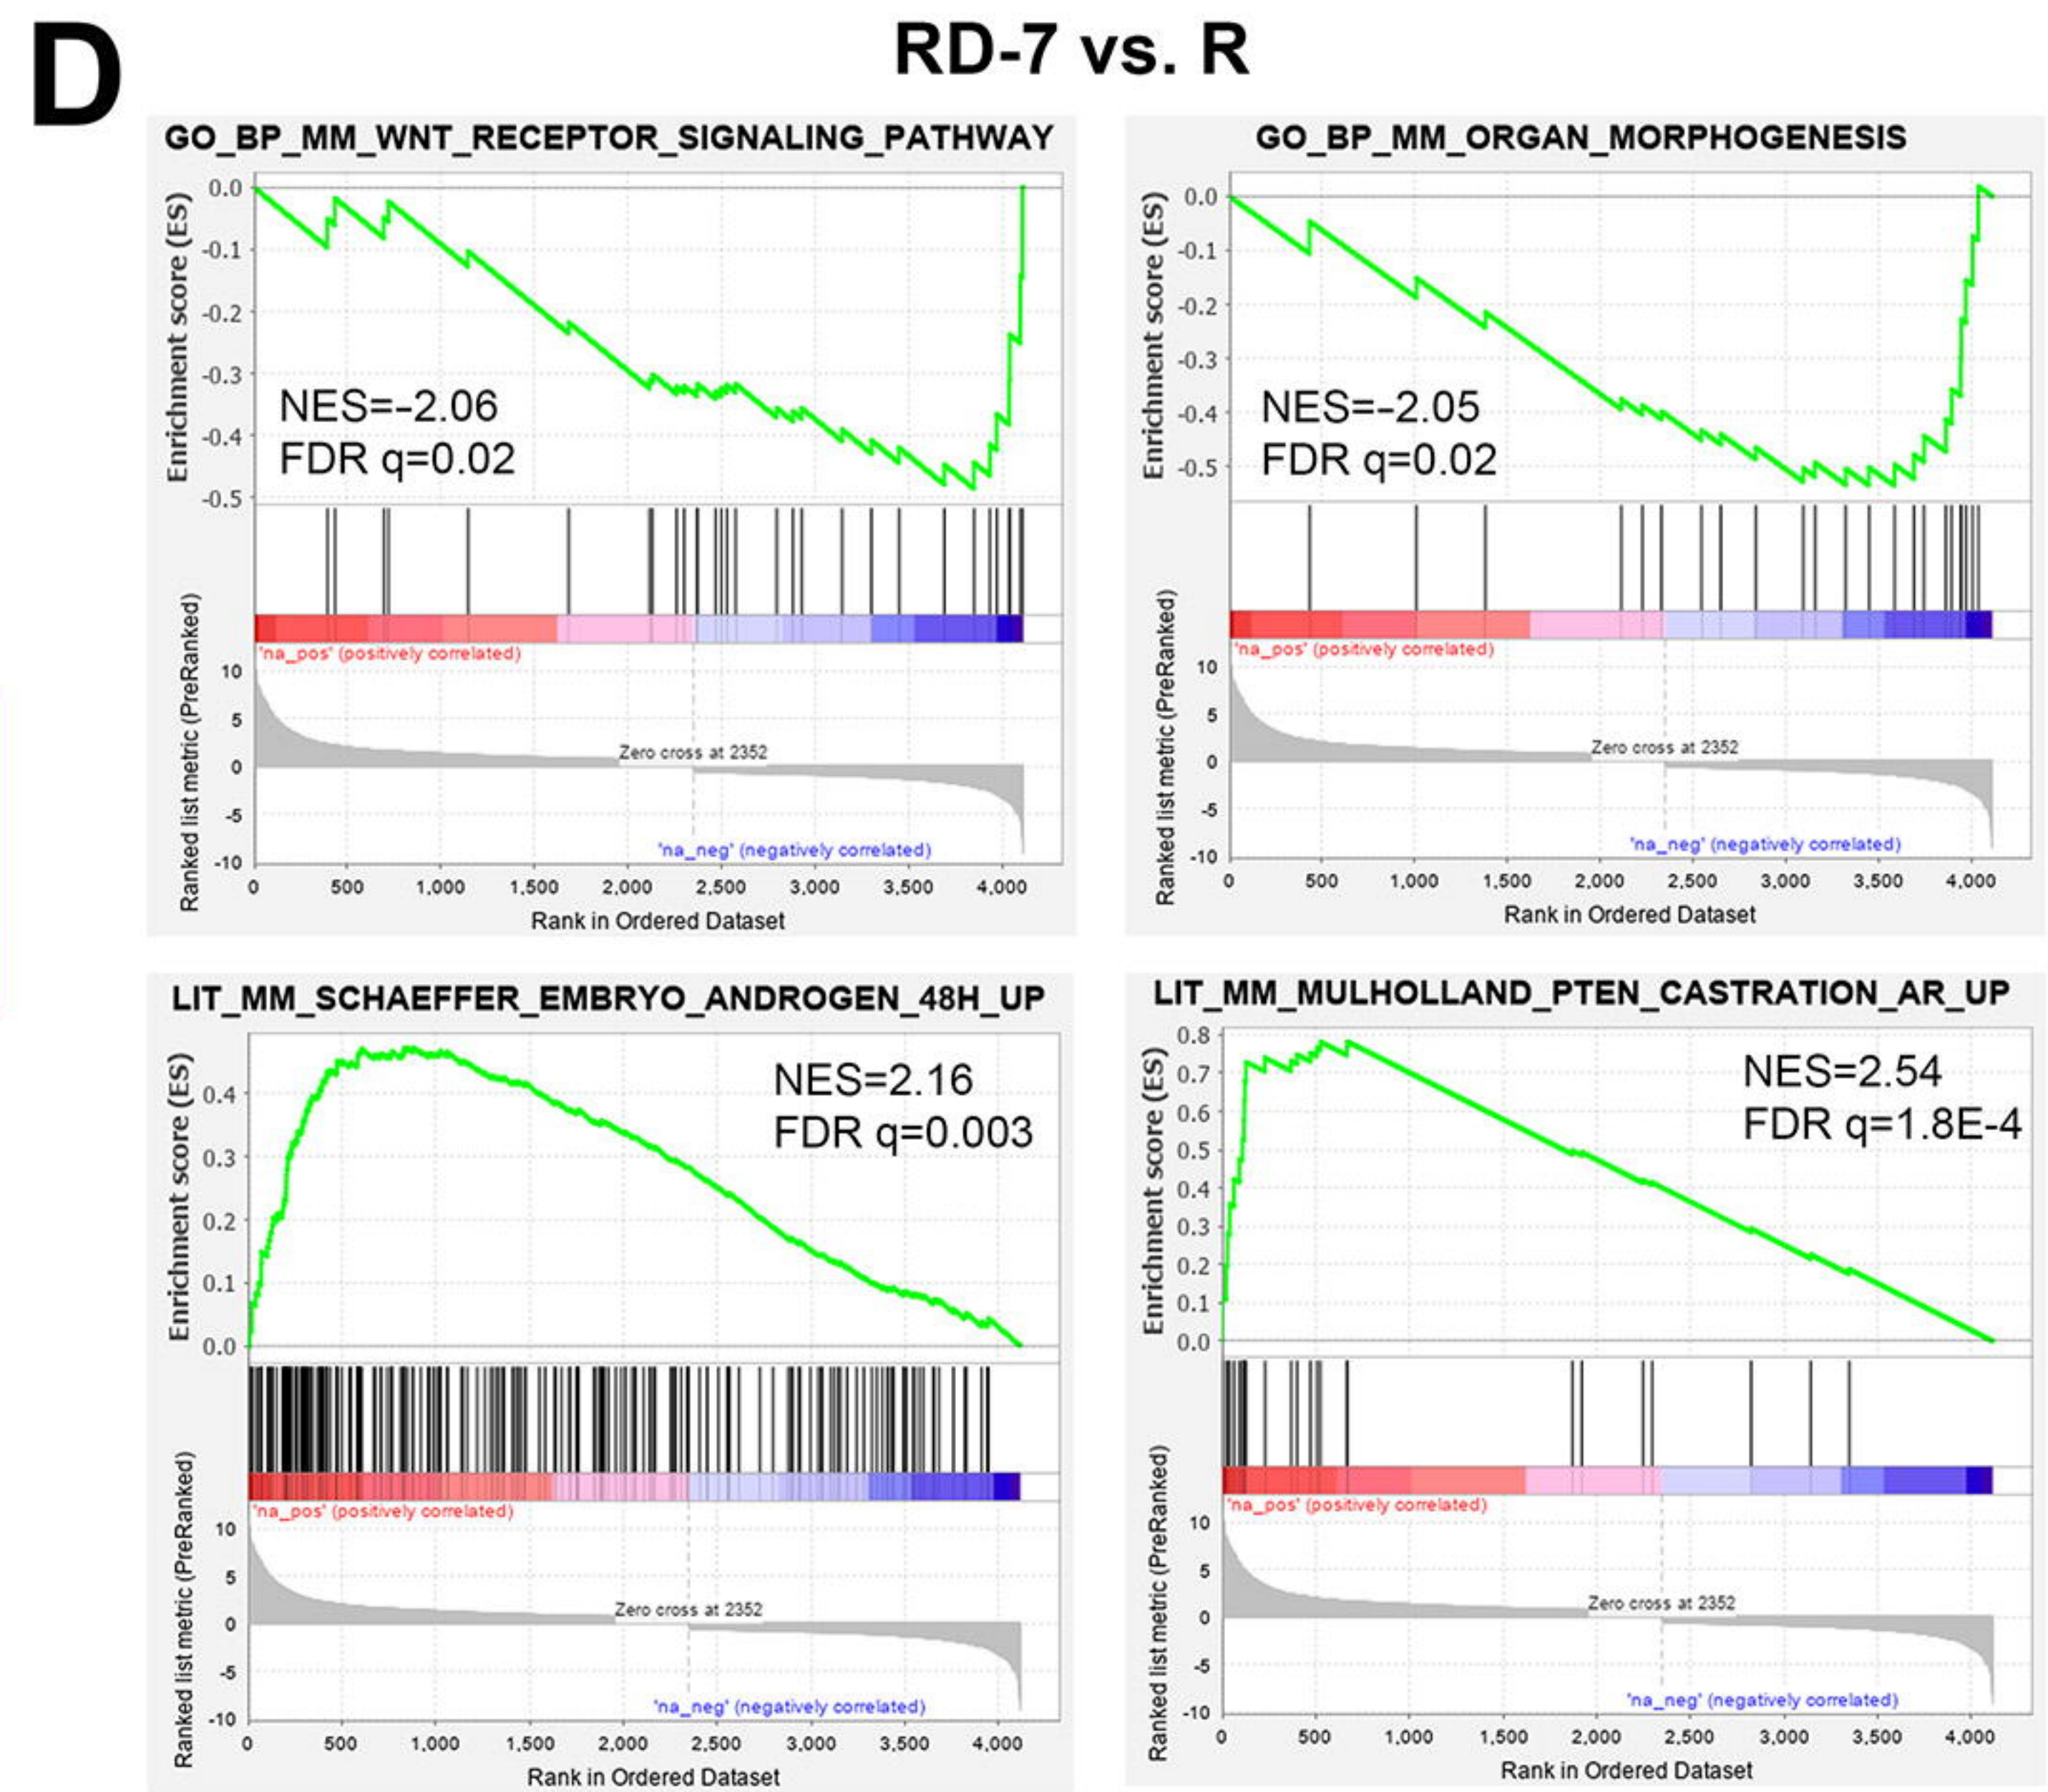 D
RD-7 vs. R
GO_BP_MM_WNT_RECEPTOR_SIGNALING_PATHWAY
Enrichment score (ES)
0.0
-0.1
-0.2
-0.3
-0.4
-0.5
NES=-2.06
FDR q=0.02
'na_pos' (positively correlated)
Ranked list metric (PreRanked)
10
5
0
-5
-10
Zero cross at 2352
'na_neg' (negatively correlated)
0 500 1,000 1,500 2,000 2,500 3,000 3,500 4,000
Rank in Ordered Dataset
GO_BP_MM_ORGAN_MORPHOGENESIS
Enrichment score (ES)
0.0
-0.1
-0.2
-0.3
-0.4
-0.5
NES=-2.05
FDR q=0.02
'na_pos' (positively correlated)
Ranked list metric (PreRanked)
10
5
0
-5
-10
Zero cross at 2352
'na_neg' (negatively correlated)
0 500 1,000 1,500 2,000 2,500 3,000 3,500 4,000
Rank in Ordered Dataset
LIT_MM_SCHAEFFER_EMBRYO_ANDROGEN_48H_UP
Enrichment score (ES)
0.4
0.3
0.2
0.1
0.0
NES=2.16
FDR q=0.003
'na_pos' (positively correlated)
Ranked list metric (PreRanked)
10
5
0
-5
-10
Zero cross at 2352
'na_neg' (negatively correlated)
0 500 1,000 1,500 2,000 2,500 3,000 3,500 4,000
Rank in Ordered Dataset
LIT_MM_MULHOLLAND_PTEN_CASTRATION_AR_UP
Enrichment score (ES)
0.8
0.7
0.6
0.5
0.4
0.3
0.2
0.1
0.0
NES=2.54
FDR q=1.8E-4
'na_pos' (positively correlated)
Ranked list metric (PreRanked)
10
5
0
-5
-10
Zero cross at 2352
'na_neg' (negatively correlated)
0 500 1,000 1,500 2,000 2,500 3,000 3,500 4,000
Rank in Ordered Dataset